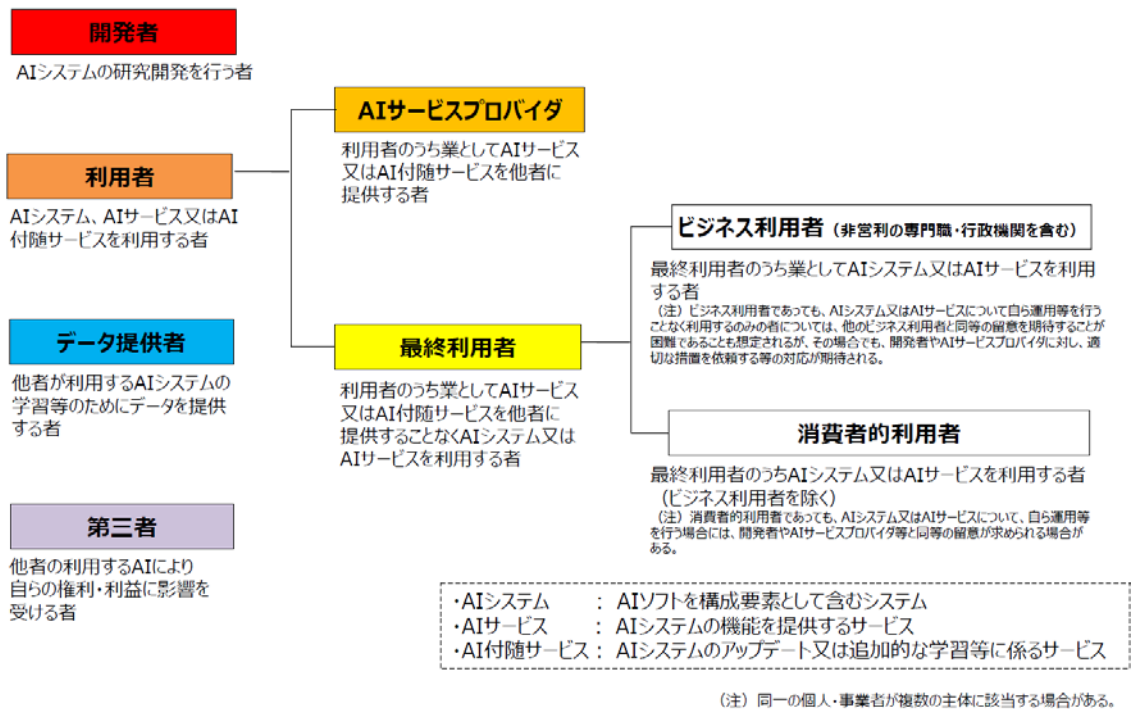 開発者
AIシステムの研究開発を行う者
利用者
AIシステム、AIサービス又はAI
付随サービスを利用する者
データ提供者
他者が利用するAIシステムの
学習等のためにデータを提供
する者
第三者
他者の利用するAIにより
自らの権利・利益に影響を
受ける者
AIサービスプロバイダ
利用者のうち業としてAIサービス
又はAI付随サービスを他者に
提供する者
最終利用者
利用者のうち業としてAIサービス
又はAI付随サービスを他者に
提供することなくAIシステム又は
AIサービスを利用する者
ビジネス利用者（非営利の専門職・行政機関を含む）
最終利用者のうち業としてAIシステム又はAIサービスを利用
する者
（注）ビジネス利用者であっても、AIシステム又はAIサービスについて自ら運用等を行う
ことなく利用するのみの者については、他のビジネス利用者と同等の留意を期待することが
困難であることも想定されるが、その場合でも、開発者やAIサービスプロバイダに対し、適
切な措置を依頼する等の対応が期待される。
消費者的利用者
最終利用者のうちAIシステム又はAIサービスを利用する者
（ビジネス利用者を除く）
（注）消費者的利用者であっても、AIシステム又はAIサービスについて、自ら運用等
を行う場合には、開発者やAIサービスプロバイダ等と同等の留意が求められる場合が
ある。
・AIシステム ： AIソフトを構成要素として含むシステム
・AIサービス ： AIシステムの機能を提供するサービス
・AI付随サービス： AIシステムのアップデート又は追加的な学習等に係るサービス
（注）同一の個人・事業者が複数の主体に該当する場合がある。